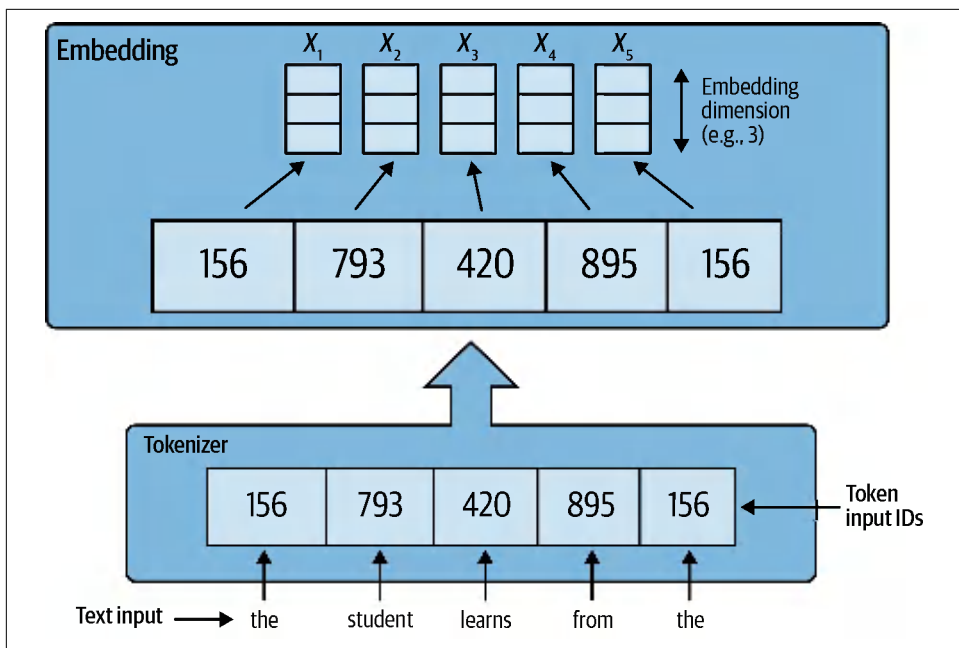 Embedding
X1 X2 X3 X4 X5
Embedding
dimension
(e.g., 3)
156 793 420 895 156
Tokenizer
156 793 420 895 156
Token
input IDs
Text input the student learns from the